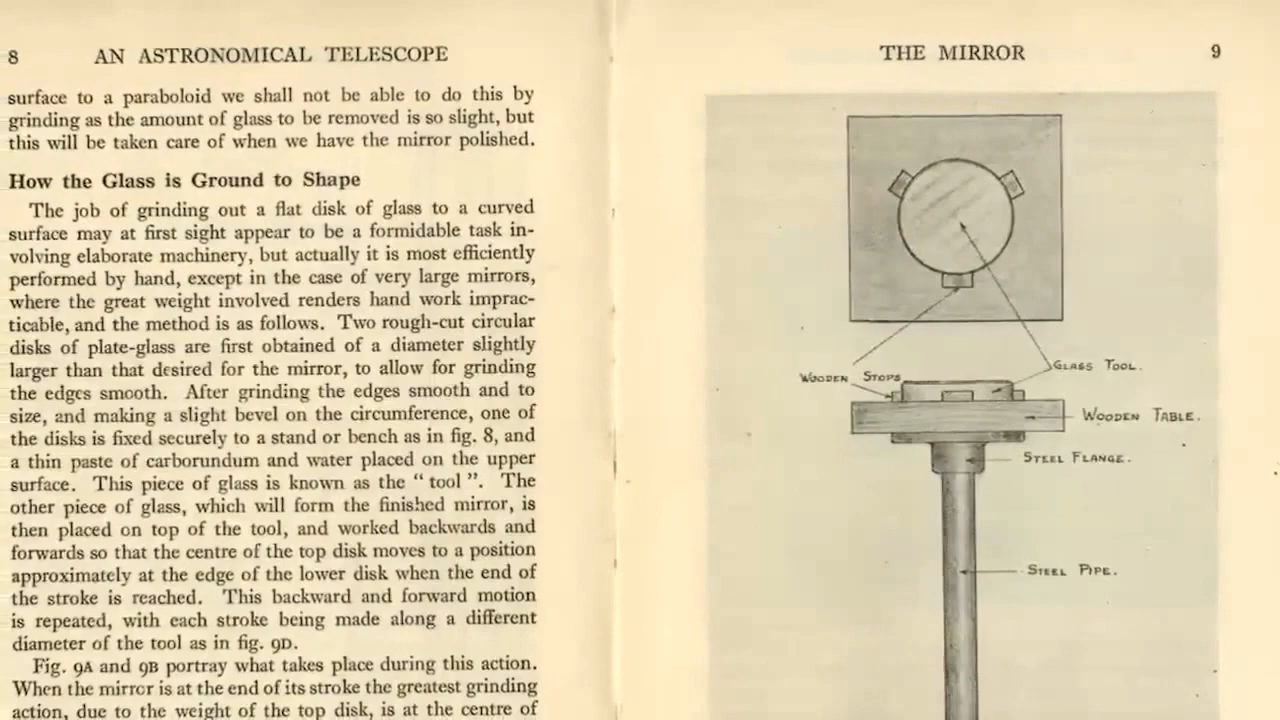 8 AN ASTRONOMICAL TELESCOPE
surface to a paraboloid we shall not be able to do this by
grinding as the amount of glass to be removed is so slight, but
this will be taken care of when we have the mirror polished.
How the Glass is Ground to Shape
The job of grinding out a flat disk of glass to a curved
surface may at first sight appear to be a formidable task in-
volving elaborate machinery, but actually it is most efficiently
performed by hand, except in the case of very large mirrors,
where the great weight involved renders hand work imprac-
ticable, and the method is as follows. Two rough-cut circular
disks of plate-glass are first obtained of a diameter slightly
larger than that desired for the mirror, to allow for grinding
the edges smooth. After grinding the edges smooth and to
size, and making a slight bevel on the circumference, one of
the disks is fixed securely to a stand or bench as in fig. 8, and
a thin paste of carborundum and water placed on the upper
surface. This piece of glass is known as the “ tool ”. The
other piece of glass, which will form the finished mirror, is
then placed on top of the tool, and worked backwards and
forwards so that the centre of the top disk moves to a position
approximately at the edge of the lower disk when the end of
the stroke is reached. This backward and forward motion
is repeated, with each stroke being made along a different
diameter of the tool as in fig. 9D.
Fig. 9A and 9B portray what takes place during this action.
When the mirror is at the end of its stroke the greatest grinding
action, due to the weight of the top disk, is at the centre of
THE MIRROR 9
GLASS TOOL.
WOODEN STOPS
WOODEN TABLE.
STEEL FLANGE.
STEEL PIPE.